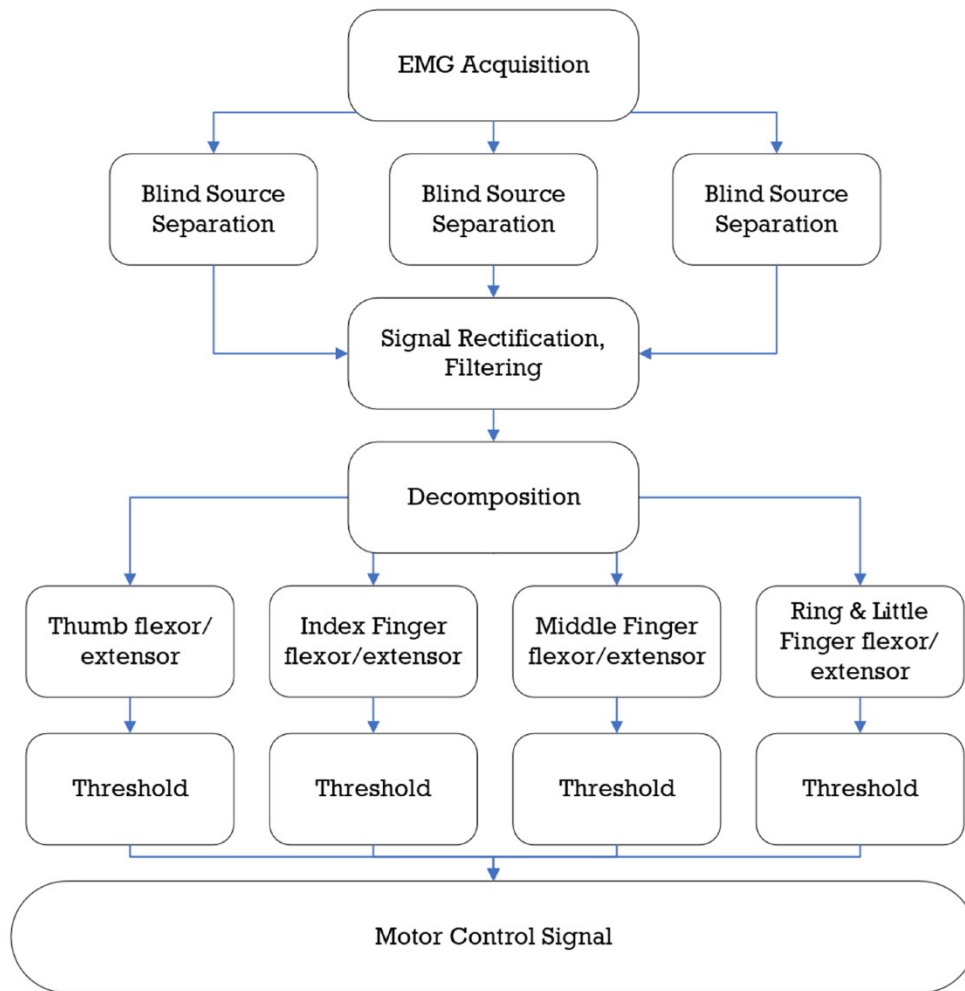 EMG Acquisition
Blind Source
Separation
Blind Source
Separation
Blind Source
Separation
Signal Rectification,
Filtering
Decomposition
Thumb flexor/
extensor
Index Finger
flexor/extensor
Middle Finger
flexor/extensor
Ring & Little
Finger flexor/
extensor
Threshold
Threshold
Threshold
Threshold
Motor Control Signal